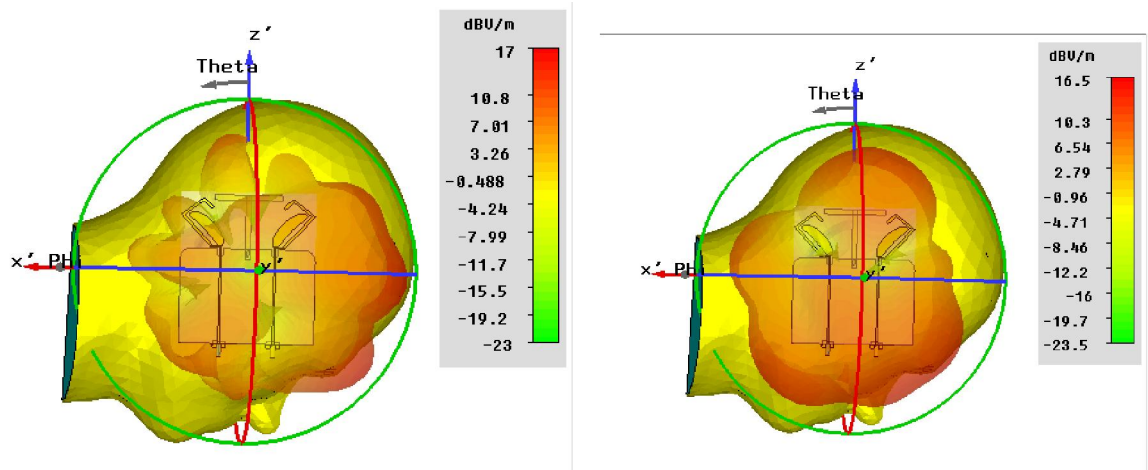 dBV/m
17
10.8
7.01
3.26
-0.488
-4.24
-7.99
-11.7
-15.5
-19.2
-23
z'
Theta
x' Ph
y'
dBV/m
16.5
10.3
6.54
2.79
-0.96
-4.71
-8.46
-12.2
-16
-19.7
-23.5
z'
Theta
x' Ph
y'